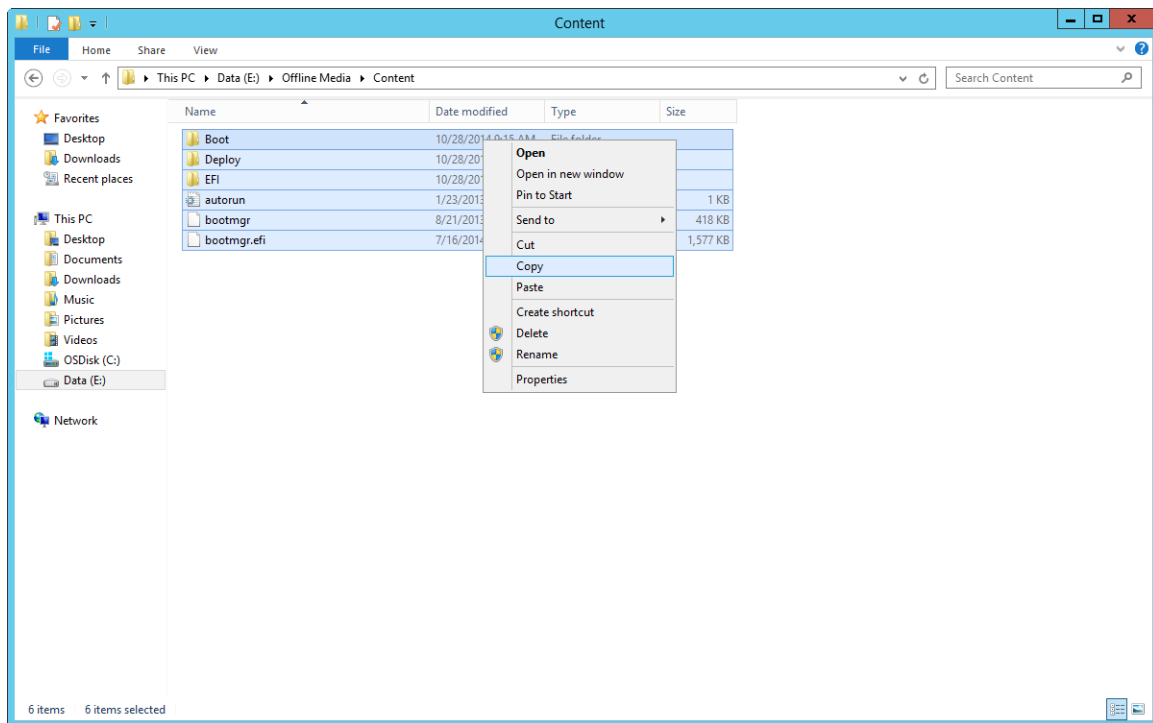 Content
File Home Share View
This PC Data (E:) Offline Media Content
Search Content
Name Date modified Type Size
Favorites
Desktop
Downloads
Recent places
This PC
Desktop
Documents
Downloads
Music
Pictures
Videos
OSDisk (C:)
Data (E:)
Network
Boot 10/28/2014 9:15 AM File folder
Deploy 10/28/20
EFI 10/28/20
autorun 1/23/2013 1 KB
bootmgr 8/21/2013 418 KB
bootmgr.efi 7/16/2014 1,577 KB
Open
Open in new window
Pin to Start
Send to
Cut
Copy
Paste
Create shortcut
Delete
Rename
Properties
6 items 6 items selected